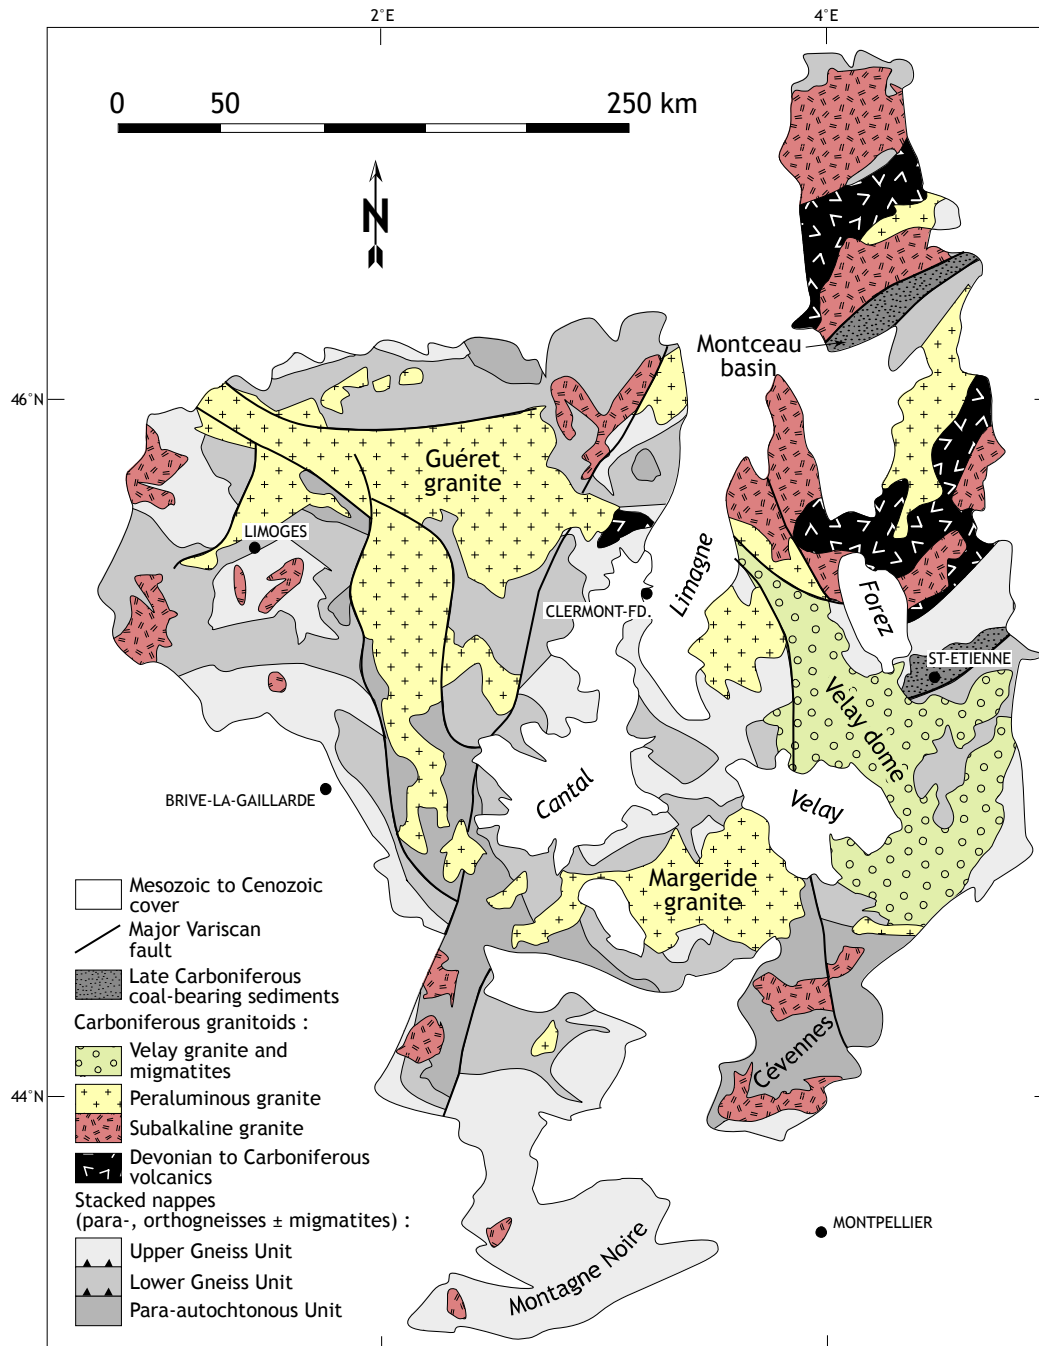 2°E
4°E
0
50
250 km
N
Montceau
basin
46°N
Guéret
granite
LIMOGES
Limagne
CLERMONT-FD.
Forez
ST-ETIENNE
Velay dome
BRIVE-LA-GAILLARDE
Cantal
Velay
Margeride
granite
Cévennes
44°N
MONTPELLIER
Montagne Noire
Mesozoic to Cenozoic
cover
Major Variscan
fault
Late Carboniferous
coal-bearing sediments
Carboniferous granitoids :
Velay granite and
migmatites
Peraluminous granite
Subalkaline granite
Devonian to Carboniferous
volcanics
Stacked nappes
(para-, orthogneisses ± migmatites) :
Upper Gneiss Unit
Lower Gneiss Unit
Para-autochtonous Unit